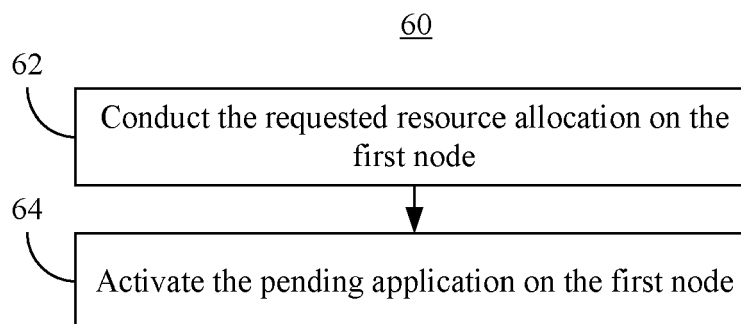 60
62
Conduct the requested resource allocation on the
first node
64
Activate the pending application on the first node